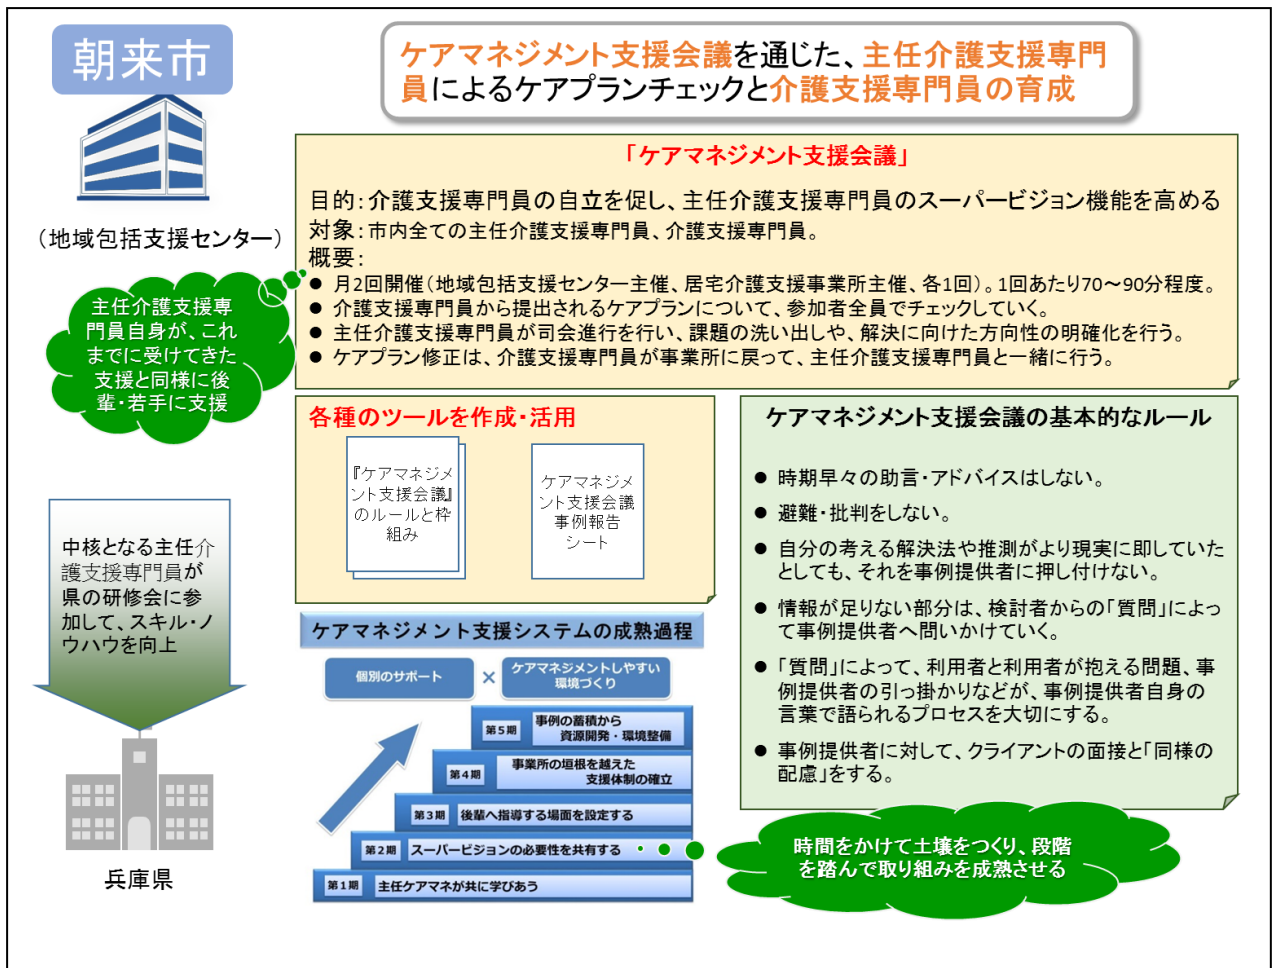 朝来市
ケアマネジメント支援会議を通じた、主任介護支援専門
員によるケアプランチェックと介護支援専門員の育成
(地域包括支援センター)
「ケアマネジメント支援会議」
目的：介護支援専門員の自立を促し、主任介護支援専門員のスーパービジョン機能を高める
対象：市内全ての主任介護支援専門員、介護支援専門員。
概要：
● 月2回開催（地域包括支援センター主催、居宅介護支援事業所主催、各1回）。1回あたり70～90分程度。
● 介護支援専門員から提出されるケアプランについて、参加者全員でチェックしていく。
● 主任介護支援専門員が司会進行を行い、課題の洗い出しや、解決に向けた方向性の明確化を行う。
● ケアプラン修正は、介護支援専門員が事業所に戻って、主任介護支援専門員と一緒に行う。
主任介護支援専
門員自身が、これ
までに受けてきた
支援と同様に後
輩・若手に支援
各種のツールを作成・活用
『ケアマネジメ
ント支援会議』
のルールと枠
組み
ケアマネジメ
ント支援会議
事例報告
シート
ケアマネジメント支援会議の基本的なルール
● 時期早々の助言・アドバイスはしない。
● 避難・批判をしない。
● 自分の考える解決法や推測がより現実に即していた
としても、それを事例提供者に押し付けない。
● 情報が足りない部分は、検討者からの「質問」によっ
て事例提供者へ問いかけていく。
● 「質問」によって、利用者と利用者が抱える問題、事
例提供者の引っ掛かりなどが、事例提供者自身の
言葉で語られるプロセスを大切にする。
● 事例提供者に対して、クライアントの面接と「同様の
配慮」をする。
中核となる主任介
護支援専門員が
県の研修会に参
加して、スキル・ノ
ウハウを向上
兵庫県
ケアマネジメント支援システムの成熟過程
個別のサポート × ケアマネジメントしやすい
環境づくり
第5期 事例の蓄積から
資源開発・環境整備
第4期 事業所の垣根を越えた
支援体制の確立
第3期 後輩へ指導する場面を設定する
第2期 スーパービジョンの必要性を共有する
第1期 主任ケアマネが共に学びあう
時間をかけて土壌をつくり、段階
を踏んで取り組みを成熟させる